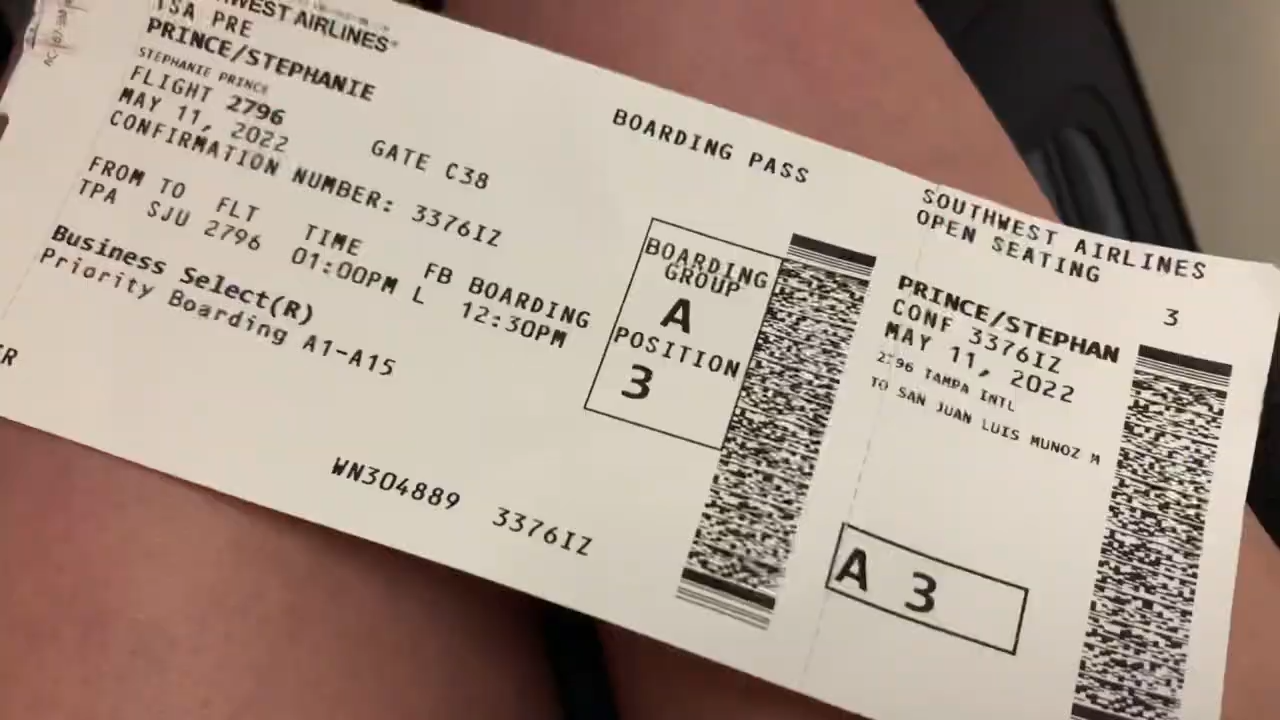 WEST AIRLINES
TSA PRE
PRINCE/STEPHANIE
STEPHANIE PRINCE
FLIGHT 2796
MAY 11, 2022 GATE C38
CONFIRMATION NUMBER: 3376IZ
FROM TO FLT TIME FB BOARDING
TPA SJU 2796 01:00PM L 12:30PM
Business Select(R)
Priority Boarding A1-A15
WN304889 3376IZ
BOARDING PASS
BOARDING
GROUP
A
POSITION
3
SOUTHWEST AIRLINES
OPEN SEATING
3
PRINCE/STEPHAN
CONF 3376IZ
MAY 11, 2022
2796 TAMPA INTL
TO SAN JUAN LUIS MUNOZ M
A 3